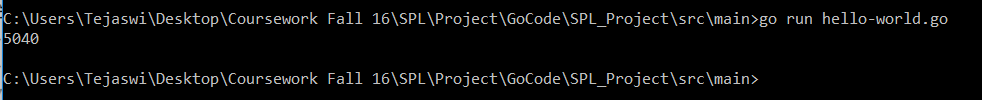 C:\Users\Tejaswi\Desktop\Coursework Fall 16\SPL\Project\GoCode\SPL_Project\src\main>go run hello-world.go
5040
C:\Users\Tejaswi\Desktop\Coursework Fall 16\SPL\Project\GoCode\SPL_Project\src\main>